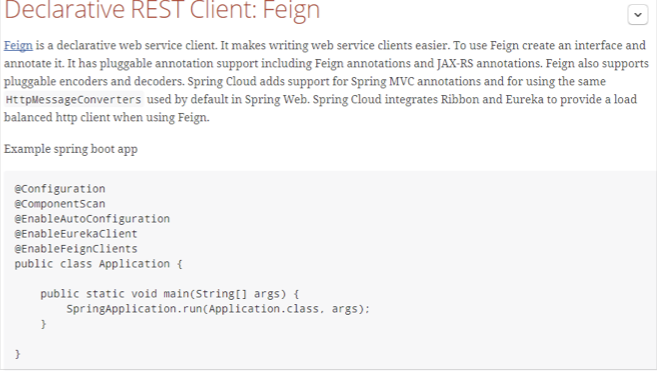 Declarative REST Client: Feign
Feign is a declarative web service client. It makes writing web service clients easier. To use Feign create an interface and
annotate it. It has pluggable annotation support including Feign annotations and JAX-RS annotations. Feign also supports
pluggable encoders and decoders. Spring Cloud adds support for Spring MVC annotations and for using the same
HttpMessageConverters used by default in Spring Web. Spring Cloud integrates Ribbon and Eureka to provide a load
balanced http client when using Feign.
Example spring boot app
@Configuration
@ComponentScan
@EnableAutoConfiguration
@EnableEurekaClient
@EnableFeignClients
public class Application {
    public static void main(String[] args) {
        SpringApplication.run(Application.class, args);
    }
}